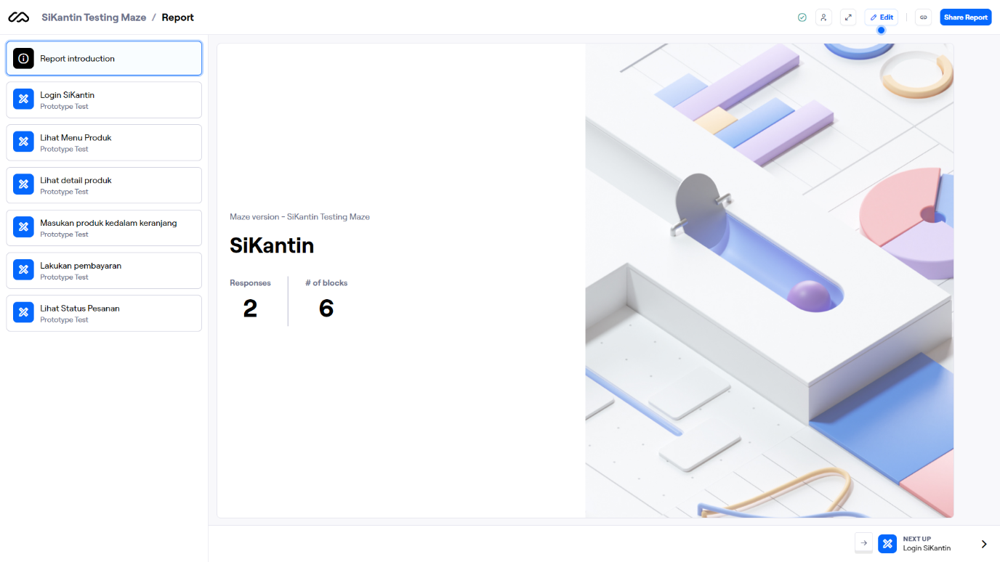 SiKantin Testing Maze / Report
Edit
Share Report
Report introduction
Login SiKantin
Prototype Test
Lihat Menu Produk
Prototype Test
Lihat detail produk
Prototype Test
Masukan produk kedalam keranjang
Prototype Test
Lakukan pembayaran
Prototype Test
Lihat Status Pesanan
Prototype Test
Maze version - SiKantin Testing Maze
SiKantin
Responses
# of blocks
2
6
NEXT UP
Login SiKantin